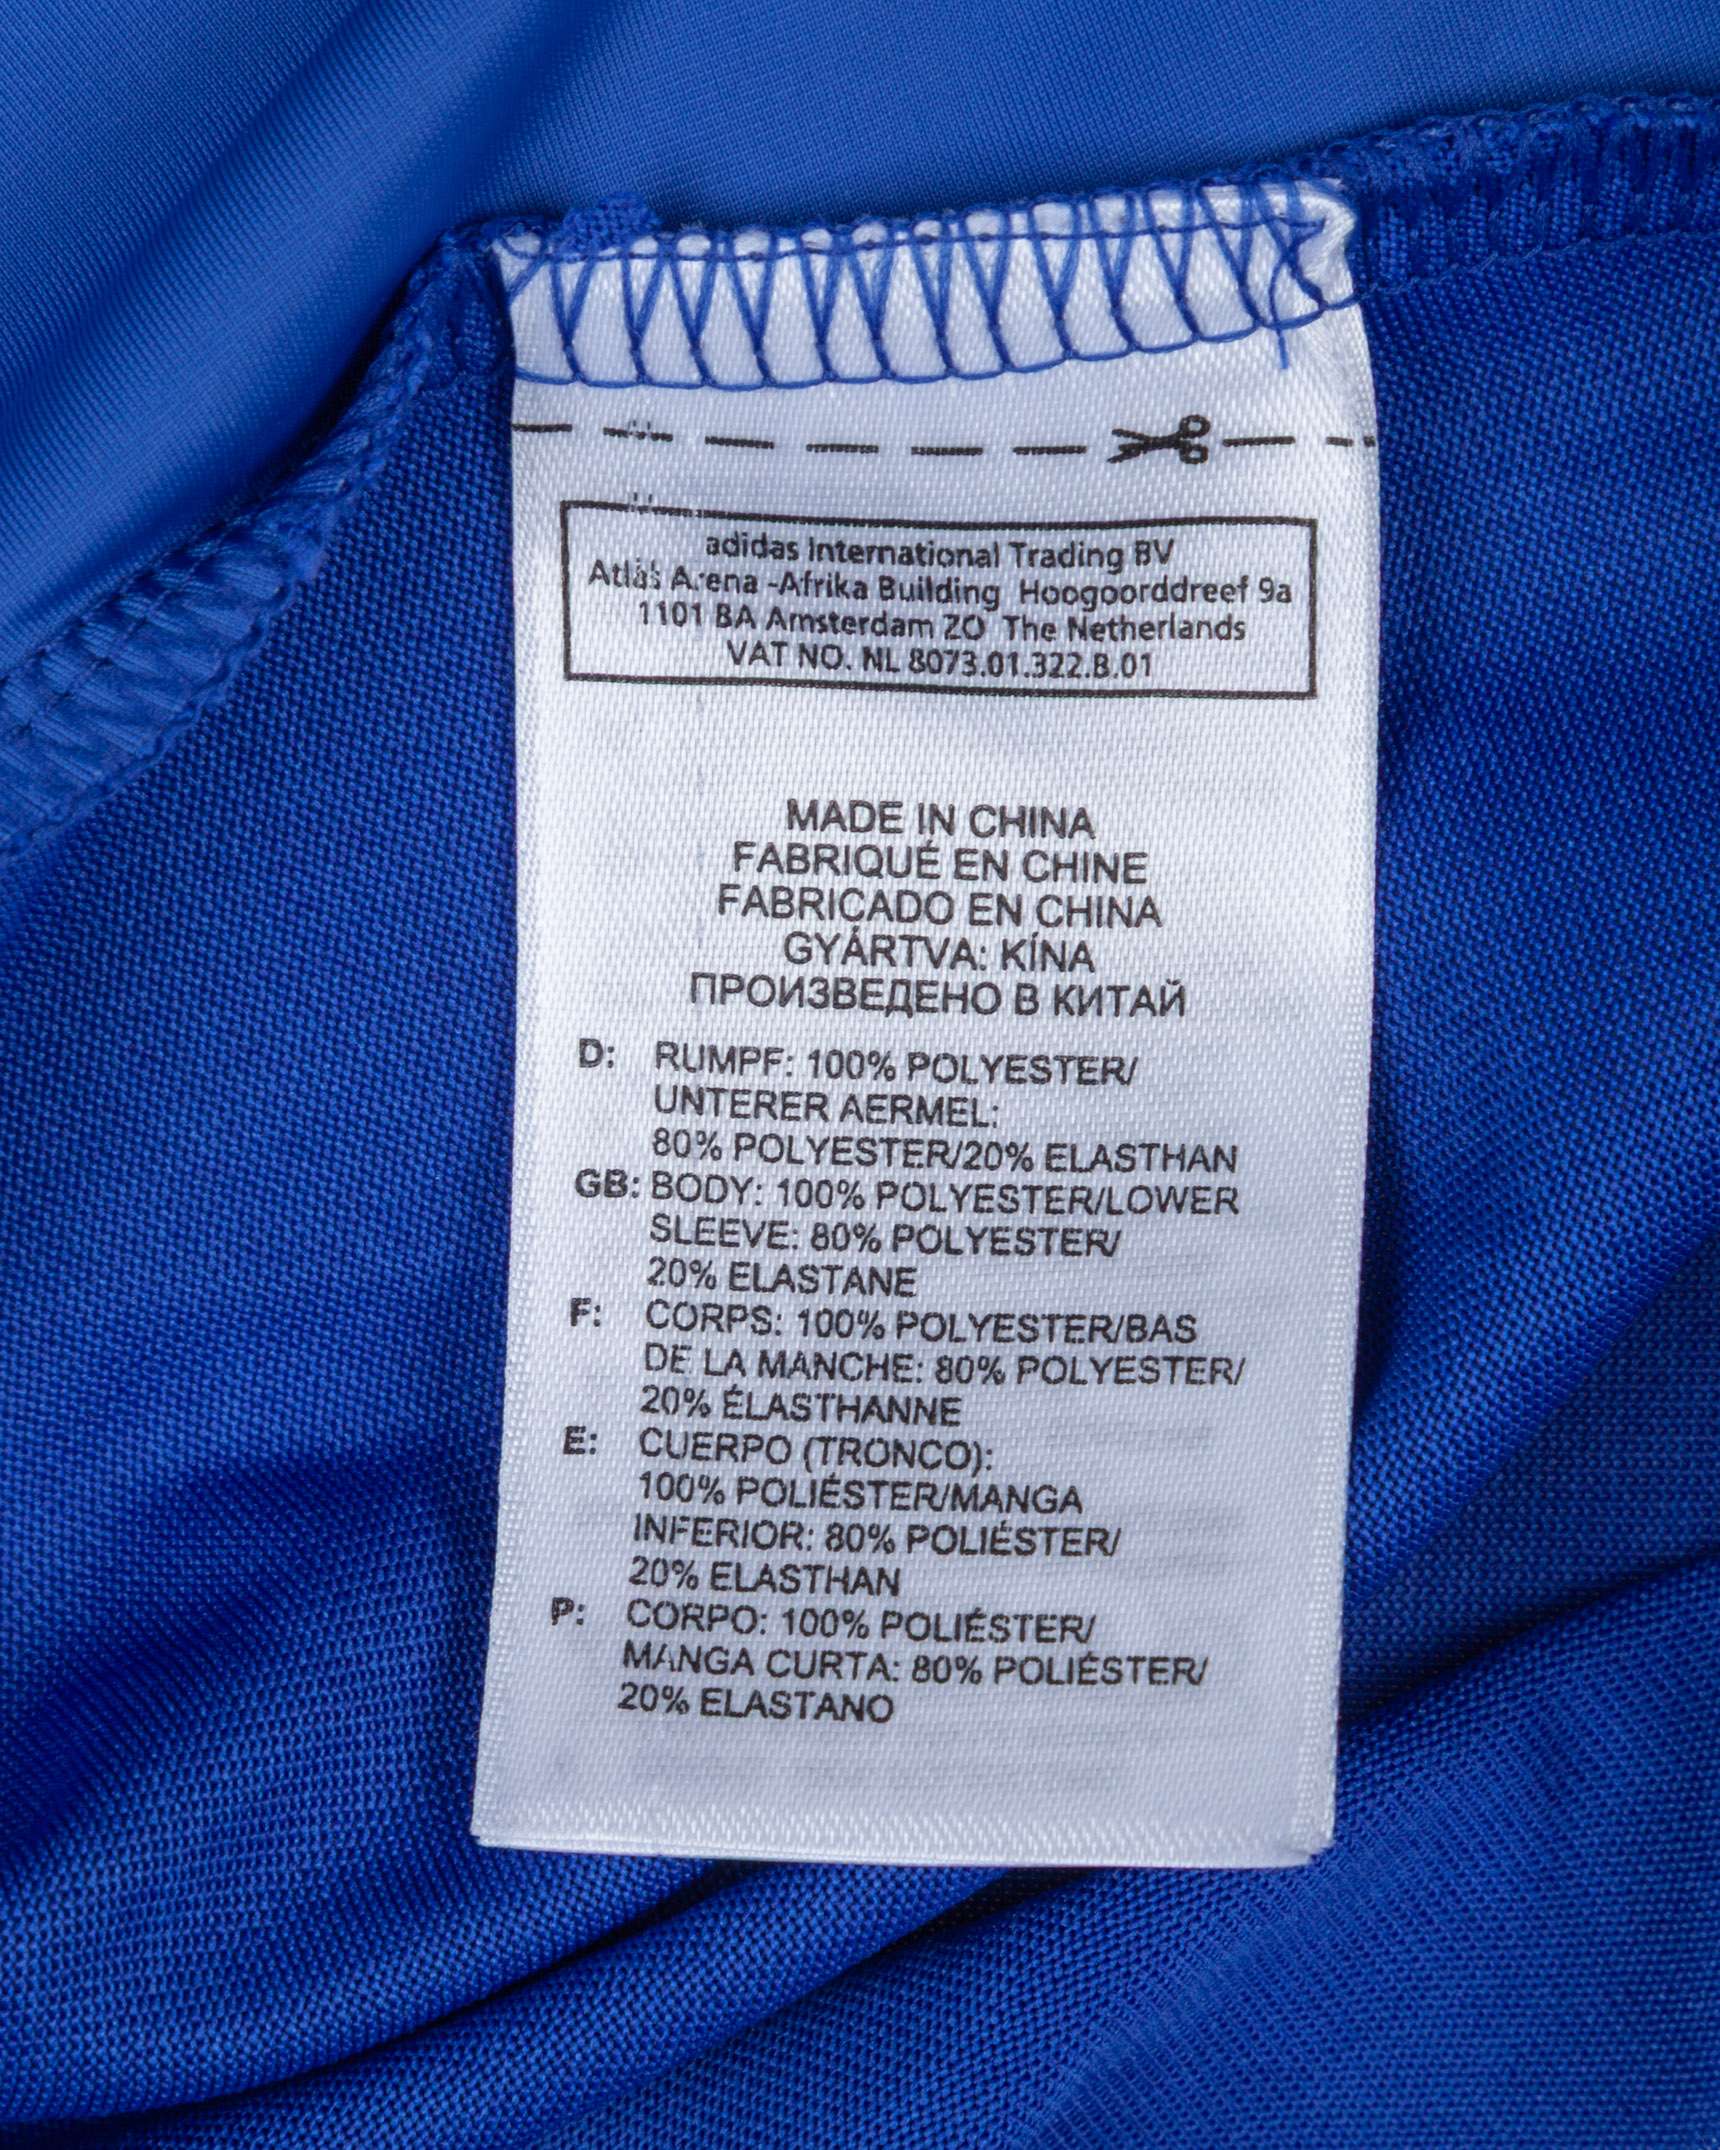 adidas International Trading BV
Atlas Arena -Afrika Building Hoogoorddreef 9a
1101 BA Amsterdam ZO The Netherlands
VAT NO. NL 8073.01.322.B.01
MADE IN CHINA
FABRIQUÉ EN CHINE
FABRICADO EN CHINA
GYÁRTVA: KÍNA
ПРОИЗВЕДЕНО В КИТАЙ
D: RUMPF: 100% POLYESTER/
UNTERER AERMEL:
80% POLYESTER/20% ELASTHAN
GB: BODY: 100% POLYESTER/LOWER
SLEEVE: 80% POLYESTER/
20% ELASTANE
F: CORPS: 100% POLYESTER/BAS
DE LA MANCHE: 80% POLYESTER/
20% ÉLASTHANNE
E: CUERPO (TRONCO):
100% POLIÉSTER/MANGA
INFERIOR: 80% POLIÉSTER/
20% ELASTHAN
P: CORPO: 100% POLIÉSTER/
MANGA CURTA: 80% POLIÉSTER/
20% ELASTANO